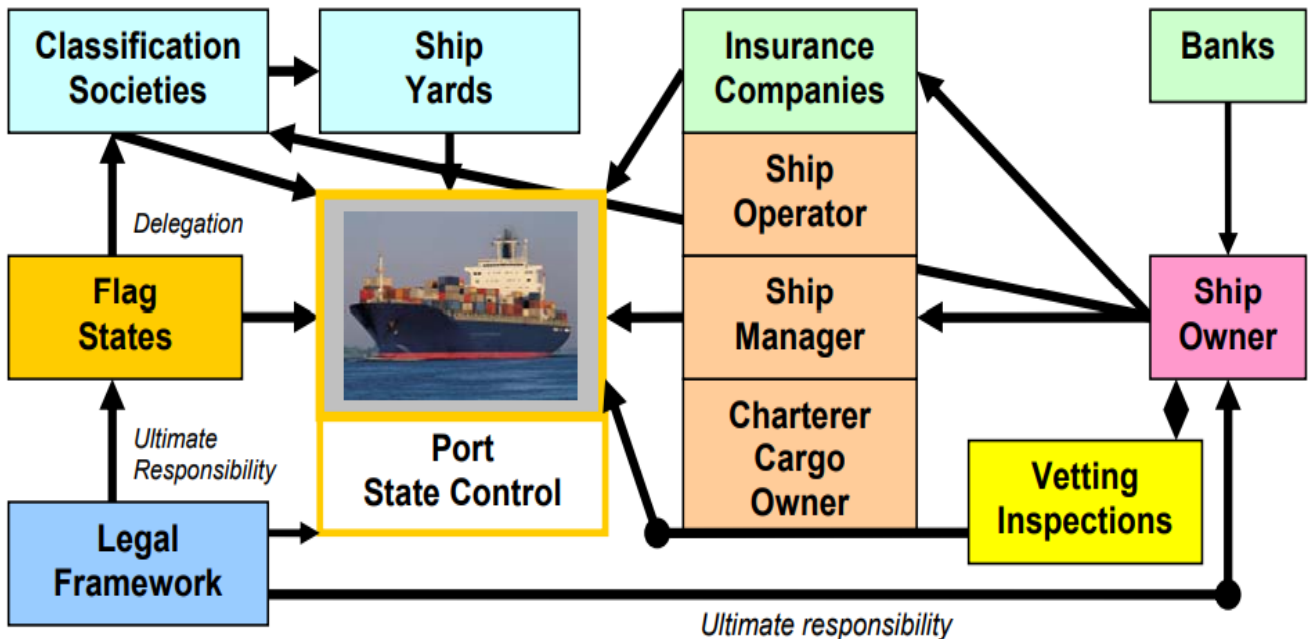 Classification
Societies
Ship
Yards
Insurance
Companies
Banks
Ship
Operator
Delegation
Flag
States
Ship
Manager
Ship
Owner
Ultimate
Responsibility
Port
State Control
Charterer
Cargo
Owner
Vetting
Inspections
Legal
Framework
Ultimate responsibility